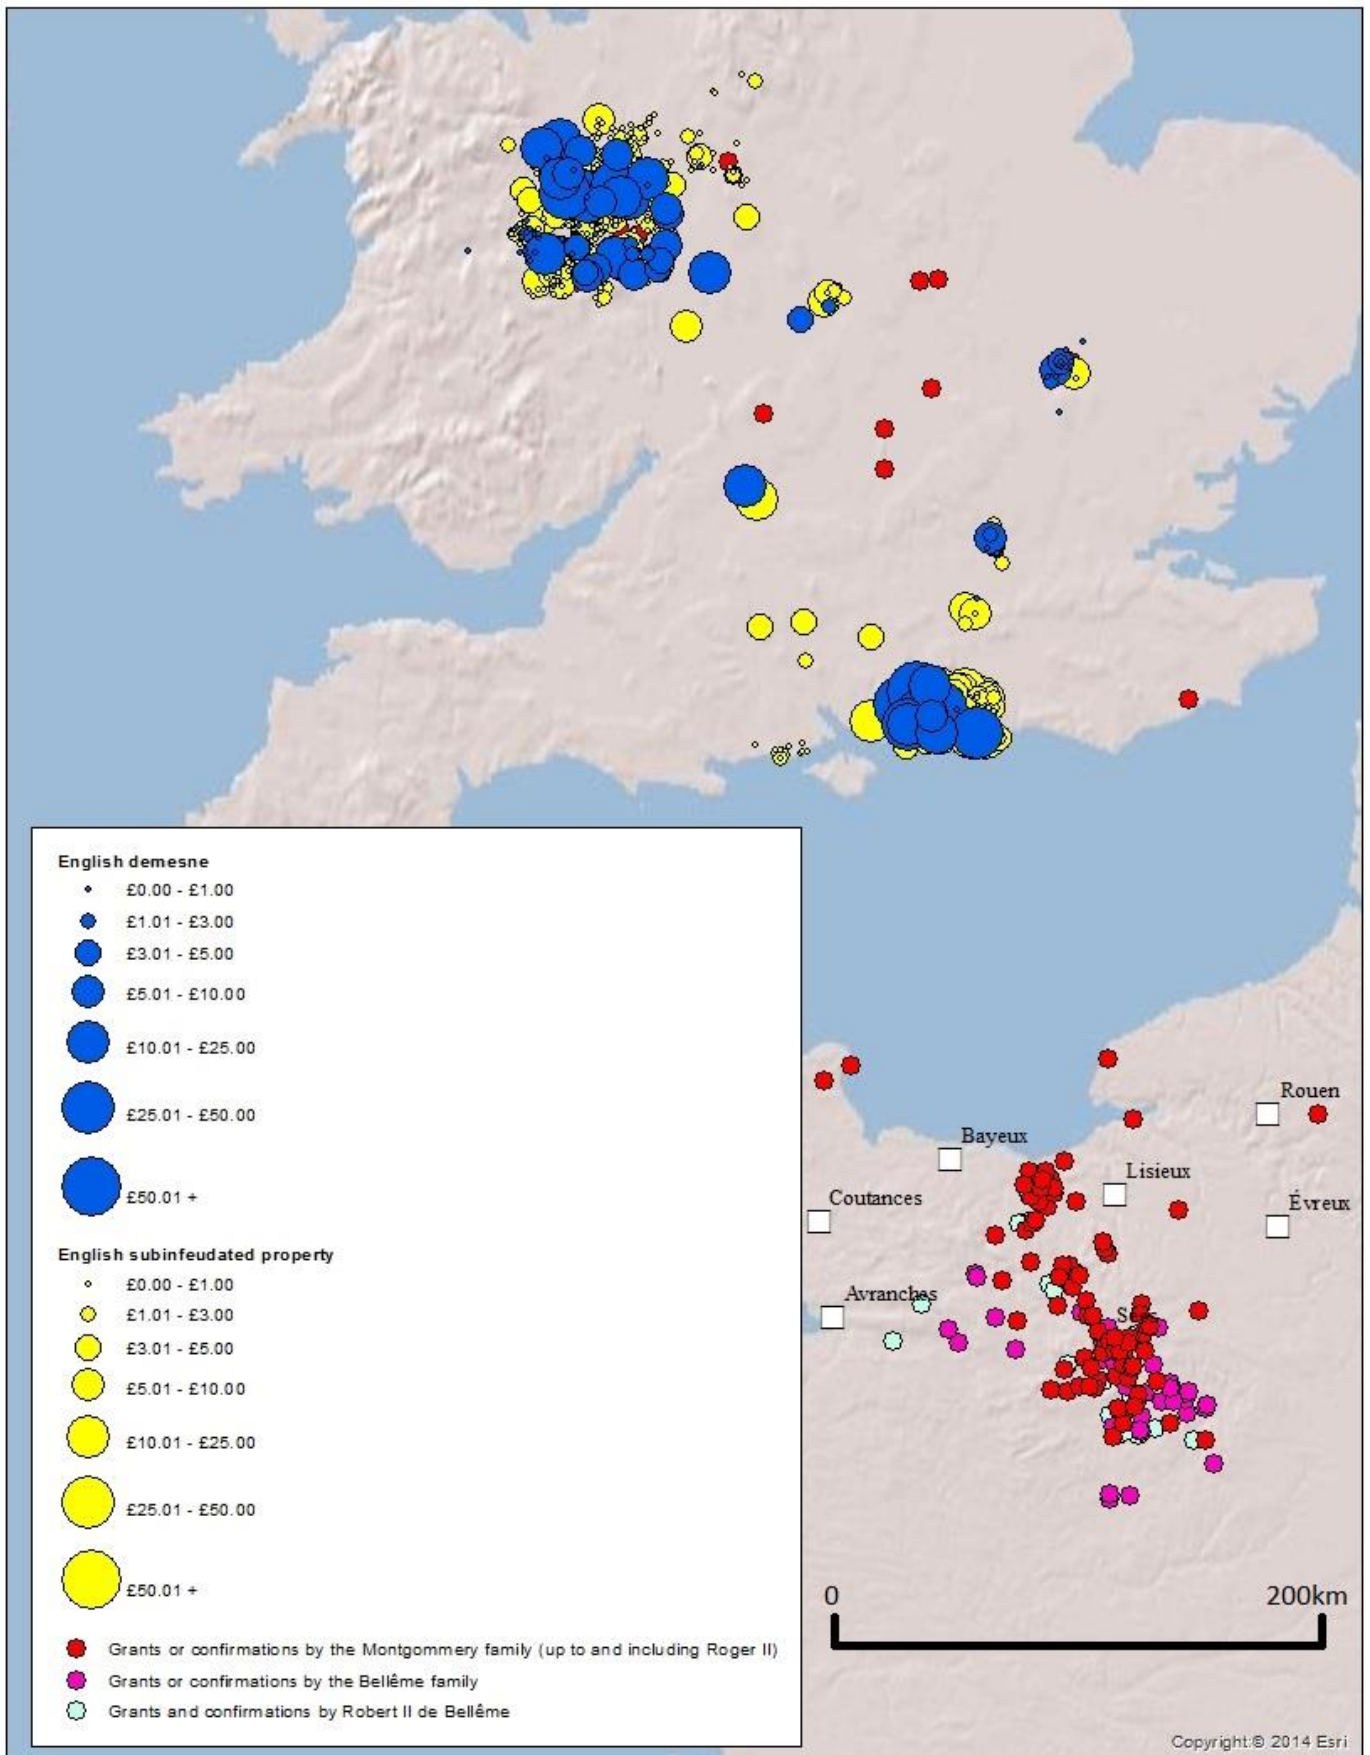 English demesne
£0.00 - £1.00
£1.01 - £3.00
£3.01 - £5.00
£5.01 - £10.00
£10.01 - £25.00
£25.01 - £50.00
£50.01 +
English subinfeudated property
£0.00 - £1.00
£1.01 - £3.00
£3.01 - £5.00
£5.01 - £10.00
£10.01 - £25.00
£25.01 - £50.00
£50.01 +
Grants or confirmations by the Montgommery family (up to and including Roger II)
Grants or confirmations by the Bellême family
Grants and confirmations by Robert II de Bellême
Rouen
Bayeux
Lisieux
Coutances
Évreux
Avranches
0 200km
Copyright:© 2014 Esri